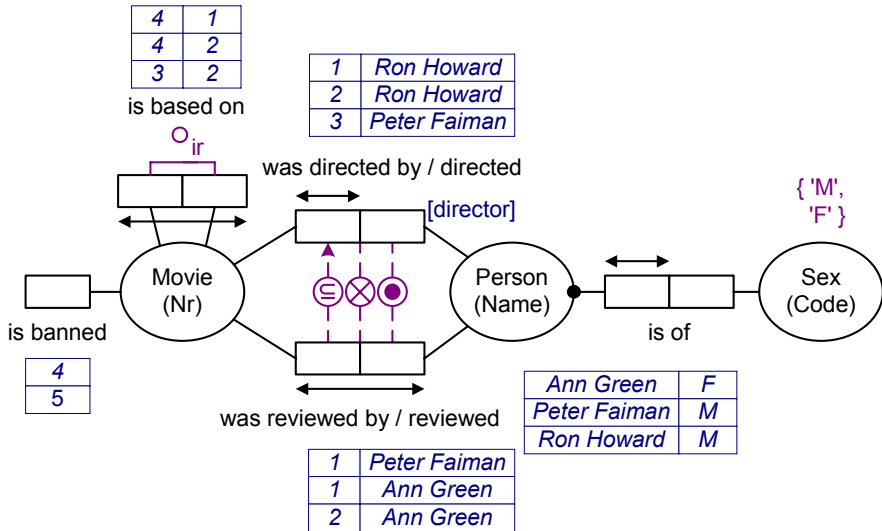 4 1
4 2
3 2
is based on
ir
1 Ron Howard
2 Ron Howard
3 Peter Faiman
was directed by / directed
[director]
{ 'M',
'F' }
Movie
(Nr)
Person
(Name)
Sex
(Code)
is banned
4
5
is of
was reviewed by / reviewed
Ann Green F
Peter Faiman M
Ron Howard M
1 Peter Faiman
1 Ann Green
2 Ann Green